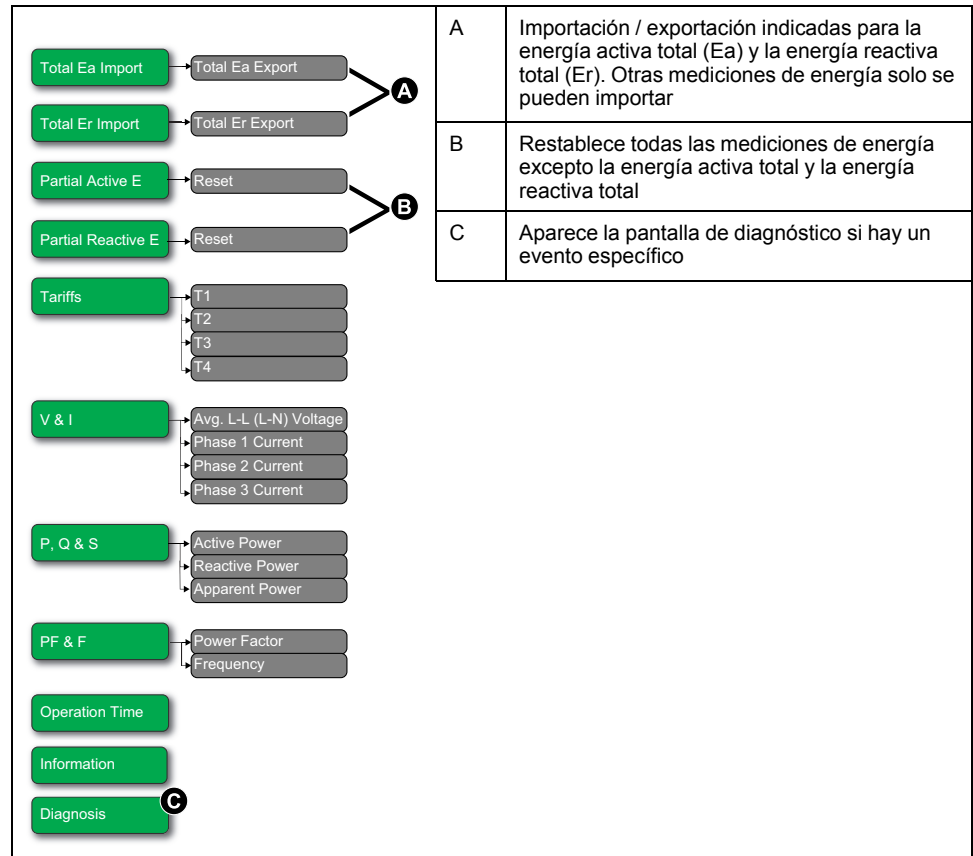 Total Ea Import
Total Ea Export
A
Total Er Import
Total Er Export
Partial Active E
Reset
B
Partial Reactive E
Reset
Tariffs
T1
T2
T3
T4
V & I
Avg. L-L (L-N) Voltage
Phase 1 Current
Phase 2 Current
Phase 3 Current
P, Q & S
Active Power
Reactive Power
Apparent Power
PF & F
Power Factor
Frequency
Operation Time
Information
C
Diagnosis
A
Importación / exportación indicadas para la
energía activa total (Ea) y la energía reactiva
total (Er). Otras mediciones de energía solo se
pueden importar
B
Restablece todas las mediciones de energía
excepto la energía activa total y la energía
reactiva total
C
Aparece la pantalla de diagnóstico si hay un
evento específico